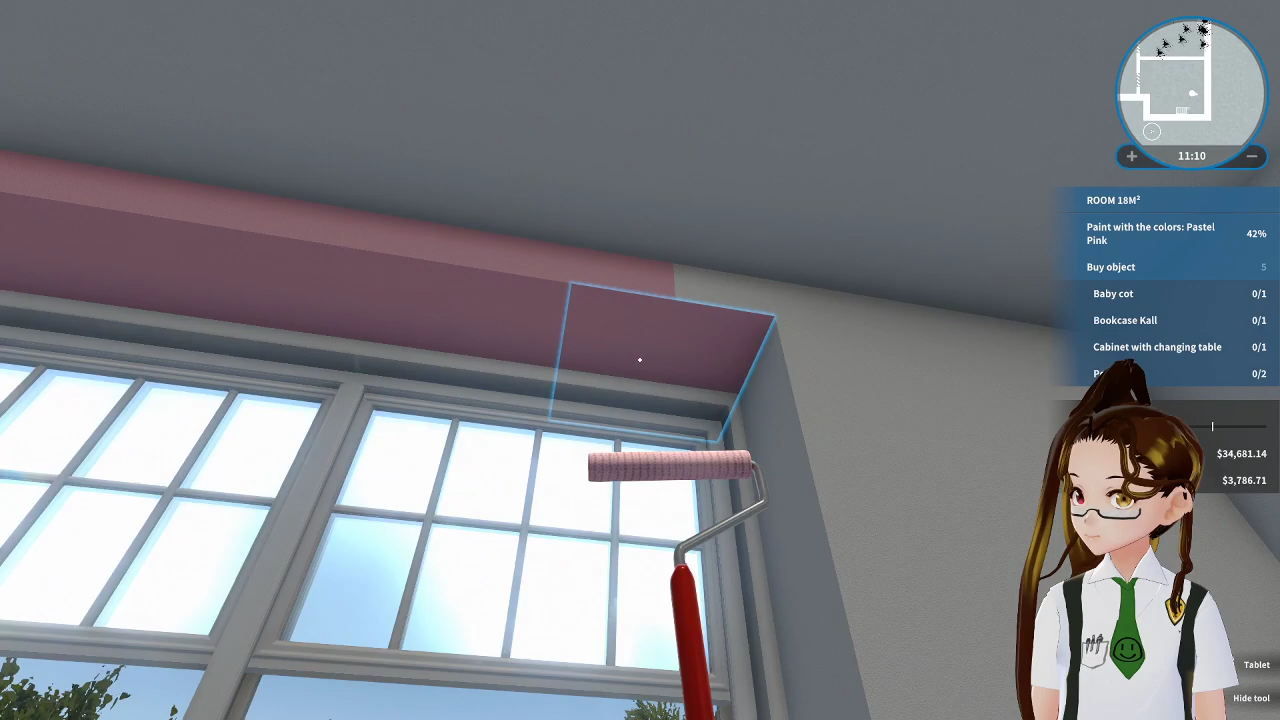 11:10
ROOM 18M²
Paint with the colors: Pastel
Pink
42%
Buy object 5
Baby cot 0/1
Bookcase Kall 0/1
Cabinet with changing table 0/1
0/2
$34,681.14
$3,786.71
Tablet
Hide tool